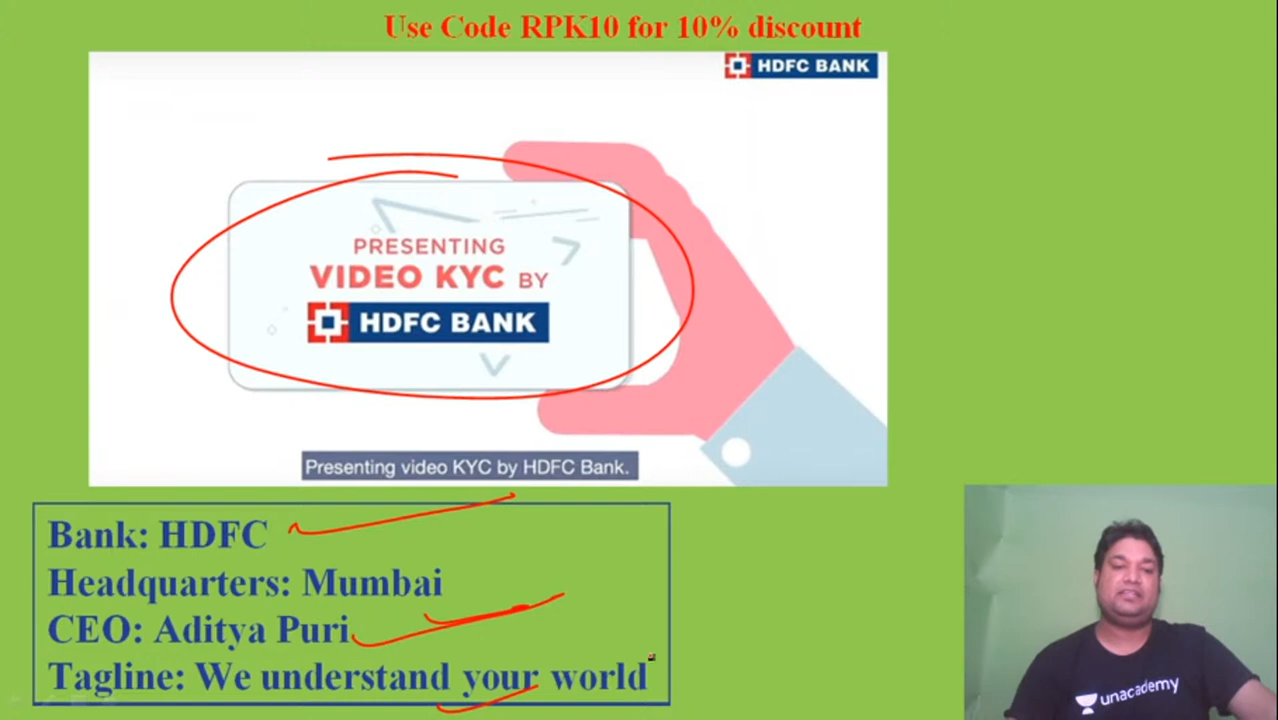 Use Code RPK10 for 10% discount
HDFC BANK
PRESENTING
VIDEO KYC BY
HDFC BANK
Presenting video KYC by HDFC Bank.
Bank: HDFC
Headquarters: Mumbai
CEO: Aditya Puri
Tagline: We understand your world
unacademy